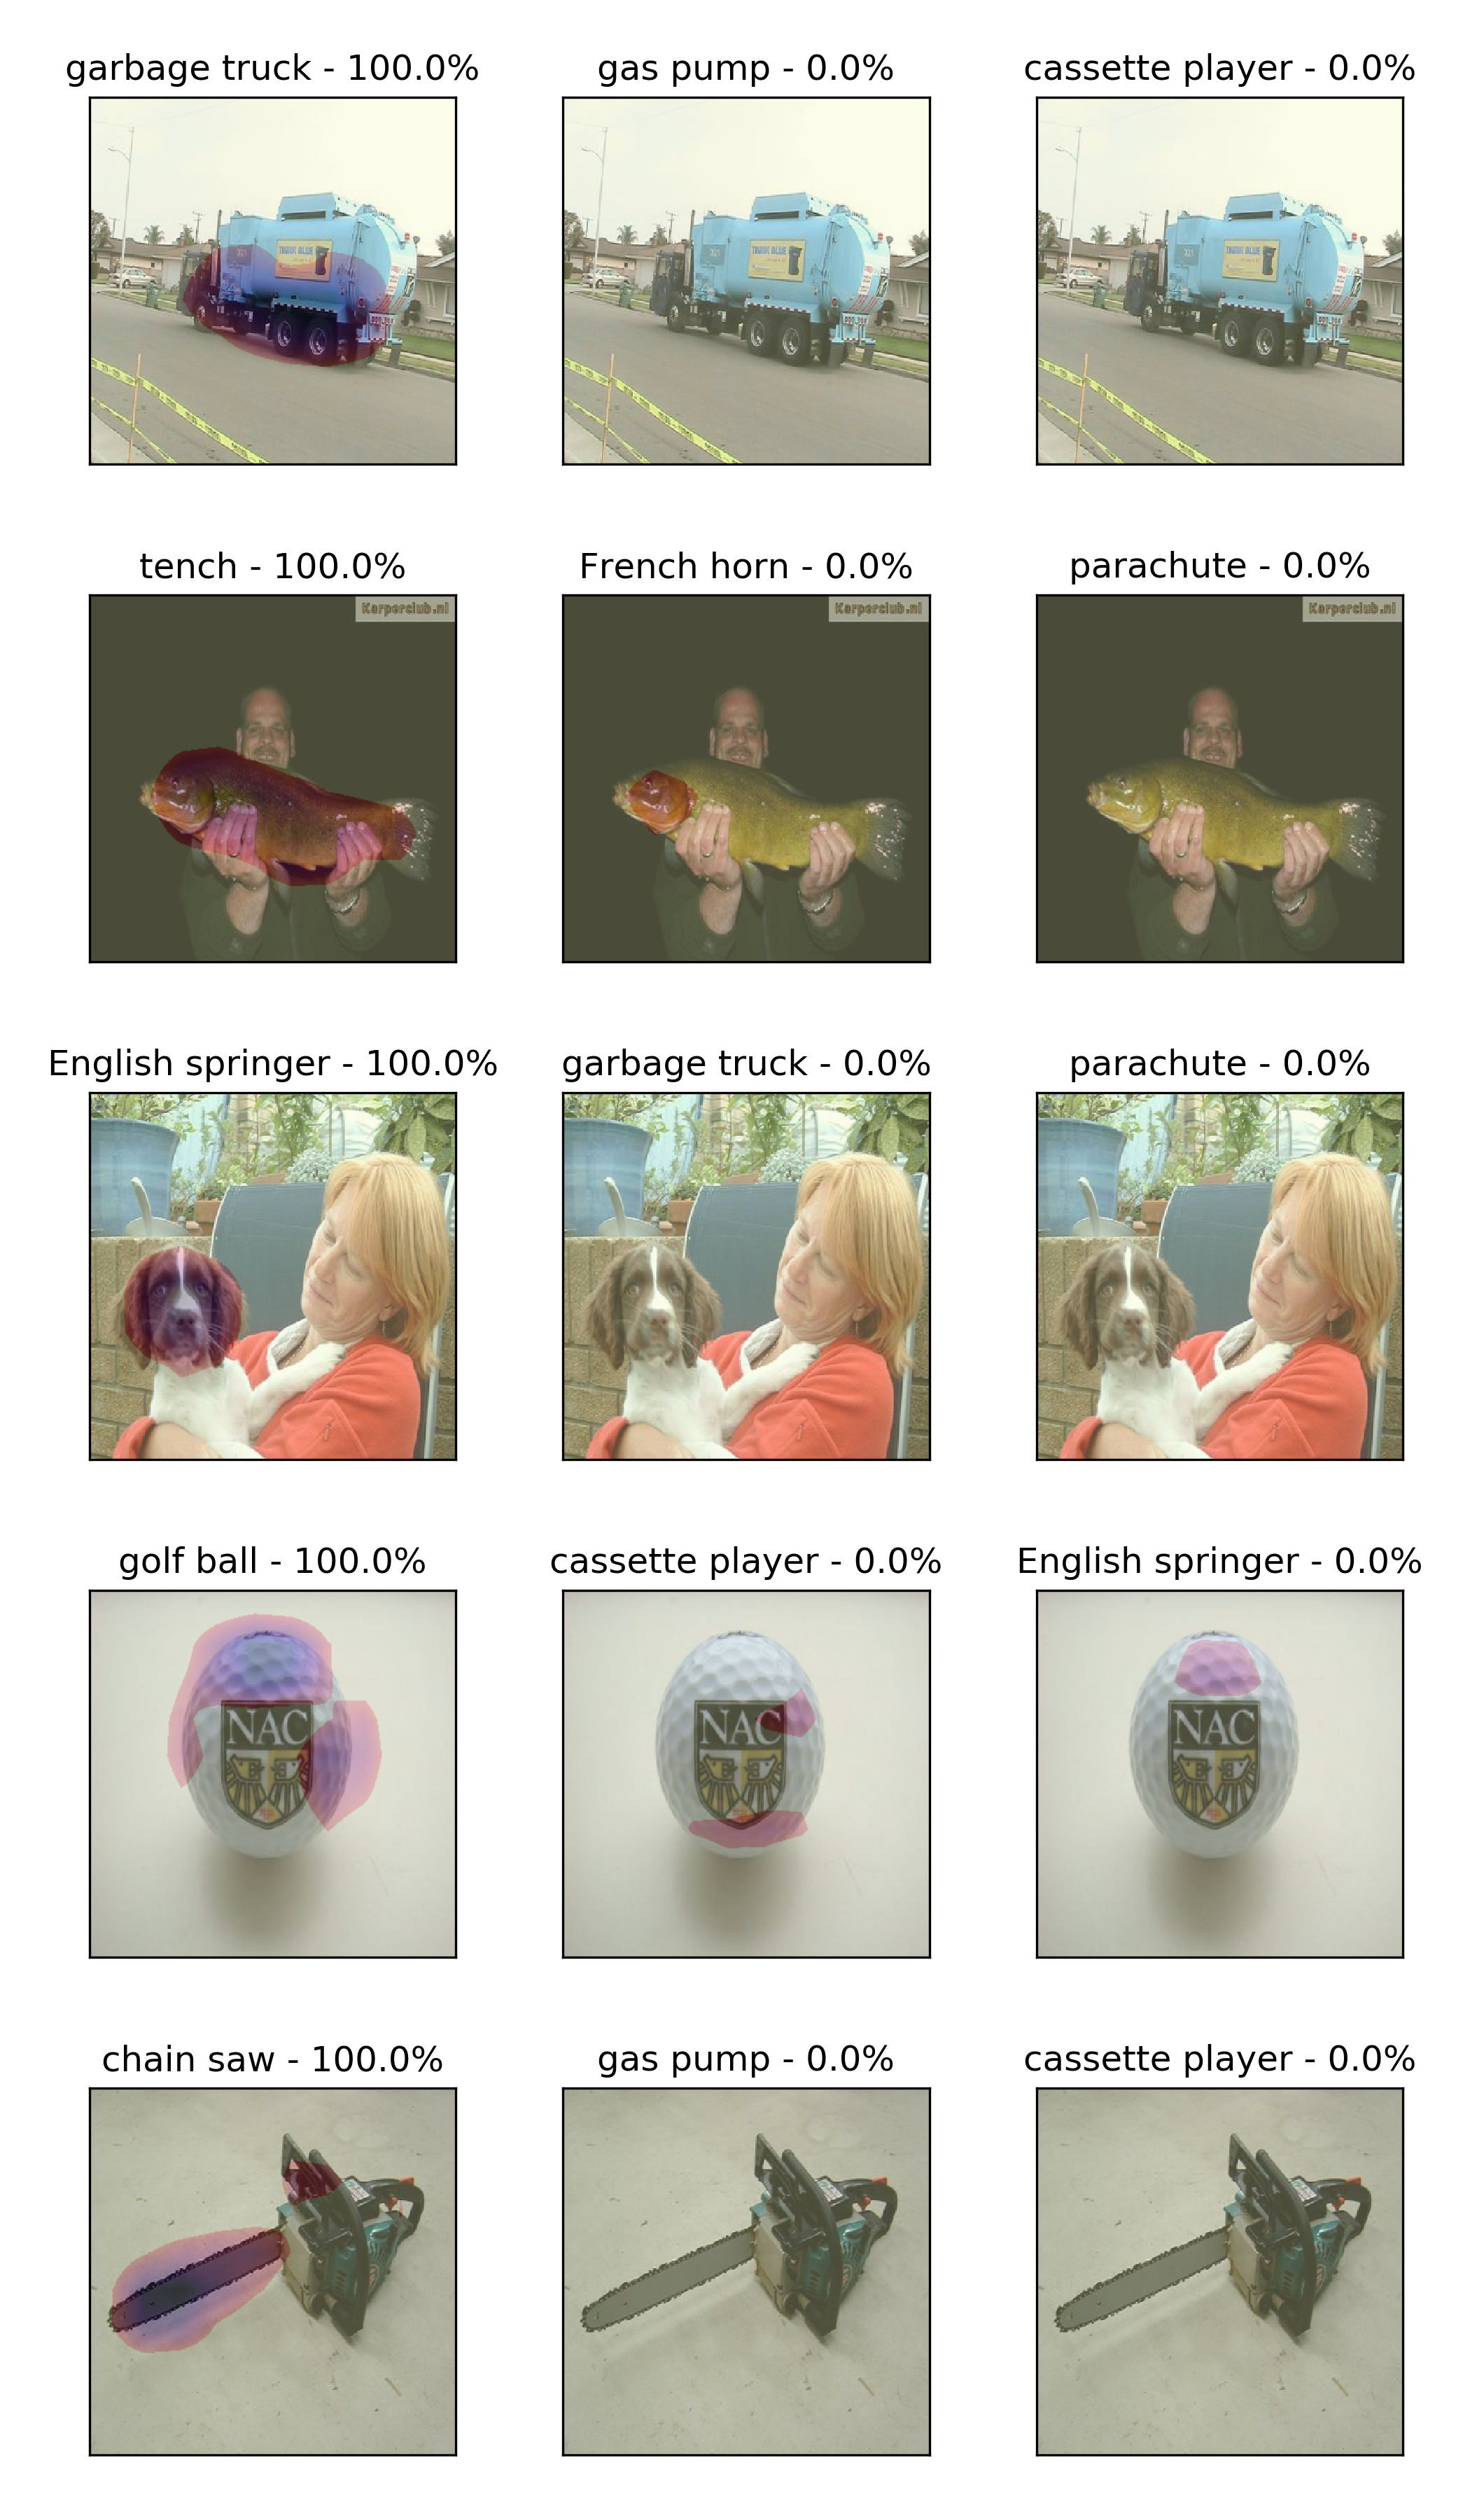 garbage truck - 100.0%
gas pump - 0.0%
cassette player - 0.0%
tench - 100.0%
French horn - 0.0%
parachute - 0.0%
Karperclub.nl
Karperclub.nl
Karperclub.nl
English springer - 100.0%
garbage truck - 0.0%
parachute - 0.0%
golf ball - 100.0%
cassette player - 0.0%
English springer - 0.0%
NAC
NAC
NAC
chain saw - 100.0%
gas pump - 0.0%
cassette player - 0.0%